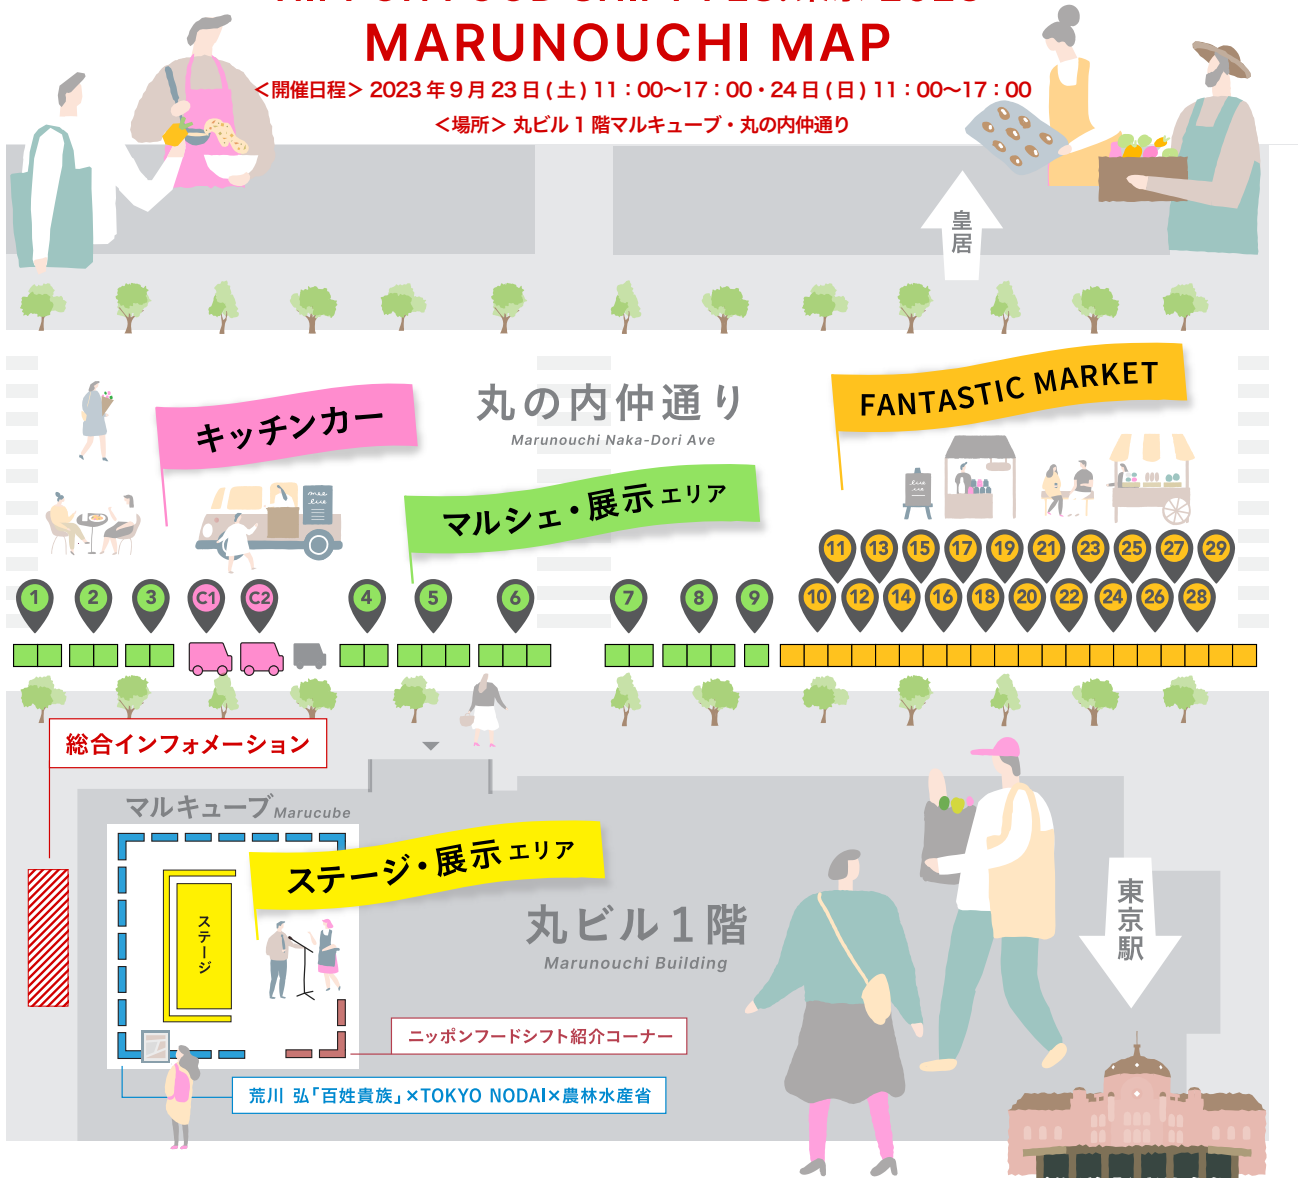 MARUNOUCHI MAP
＜開催日程＞ 2023 年 9 月 23 日 ( 土 ) 11：00～17：00・24日 ( 日 ) 11：00～17：00
＜場所＞ 丸ビル 1 階マルキューブ・丸の内仲通り
皇居
FANTASTIC MARKET
キッチンカー
丸の内仲通り
Marunouchi Naka-Dori Ave
マルシェ・展示エリア
11 13 15 17 19 21 23 25 27 29
1 2 3 C1 C2 4 5 6 7 8 9 10 12 14 16 18 20 22 24 26 28
総合インフォメーション
マルキューブ Marucube
ステージ・展示エリア
ステージ
丸ビル 1 階
Marunouchi Building
東京駅
ニッポンフードシフト紹介コーナー
荒川 弘「百姓貴族」×TOKYO NODAI×農林水産省